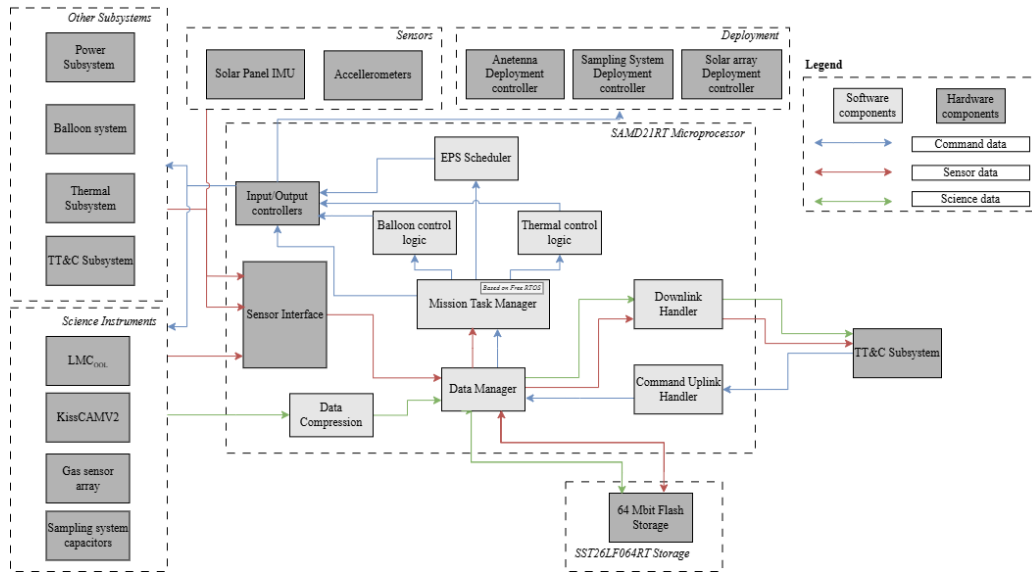 Other Subsystems
Power
Subsystem
Balloon system
Thermal
Subsystem
TT&C Subsystem
Sensors
Solar Panel IMU
Accellerometers
Deployment
Anetenna
Deployment
controller
Sampling System
Deployment
controller
Solar array
Deployment
controller
Legend
Software
components
Hardware
components
Command data
Sensor data
Science data
SAMD21RT Microprocessor
EPS Scheduler
Input/Output
controllers
Balloon control
logic
Thermal control
logic
Based on Free RTOS
Mission Task Manager
Sensor Interface
Downlink
Handler
TT&C Subsystem
Data Manager
Command Uplink
Handler
Data
Compression
Science Instruments
LMCOOL
KissCAMV2
Gas sensor
array
Sampling system
capacitors
64 Mbit Flash
Storage
SST26LF064RT Storage